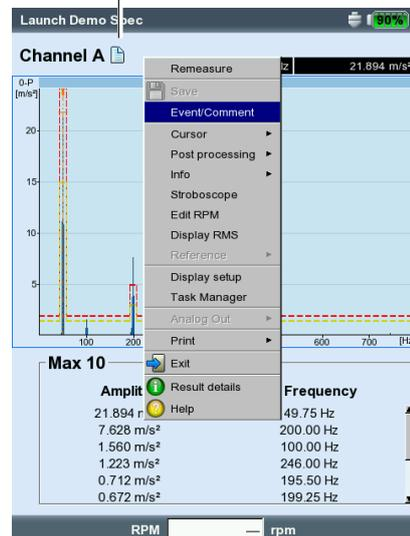 Launch Demo Spec
90%
Channel A
Hz 21.894 m/s²
0-P
[m/s²]
20
15
10
5
100 200 600 700 [Hz
Remeasure
Save
Event/Comment
Cursor
Post processing
Info
Stroboscope
Edit RPM
Display RMS
Reference
Display setup
Task Manager
Analog Out
Print
Exit
Result details
Help
Max 10
Amplit Frequency
21.894 m 49.75 Hz
7.628 m/s² 200.00 Hz
1.560 m/s² 100.00 Hz
1.223 m/s² 246.00 Hz
0.712 m/s² 195.50 Hz
0.672 m/s² 199.25 Hz
RPM — rpm